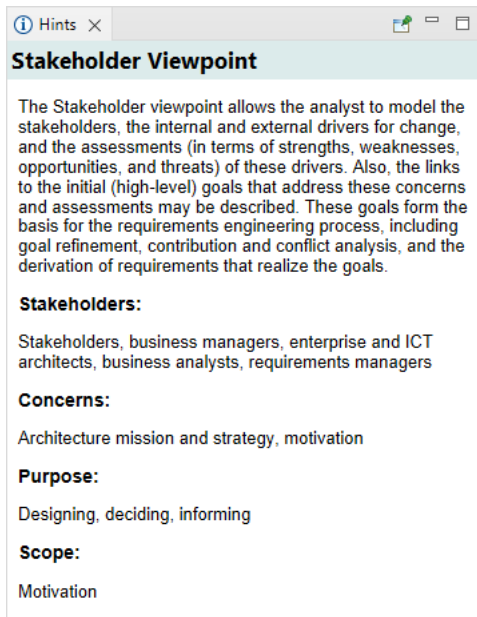 Hints
Stakeholder Viewpoint
The Stakeholder viewpoint allows the analyst to model the
stakeholders, the internal and external drivers for change,
and the assessments (in terms of strengths, weaknesses,
opportunities, and threats) of these drivers. Also, the links
to the initial (high-level) goals that address these concerns
and assessments may be described. These goals form the
basis for the requirements engineering process, including
goal refinement, contribution and conflict analysis, and the
derivation of requirements that realize the goals.
Stakeholders:
Stakeholders, business managers, enterprise and ICT
architects, business analysts, requirements managers
Concerns:
Architecture mission and strategy, motivation
Purpose:
Designing, deciding, informing
Scope:
Motivation